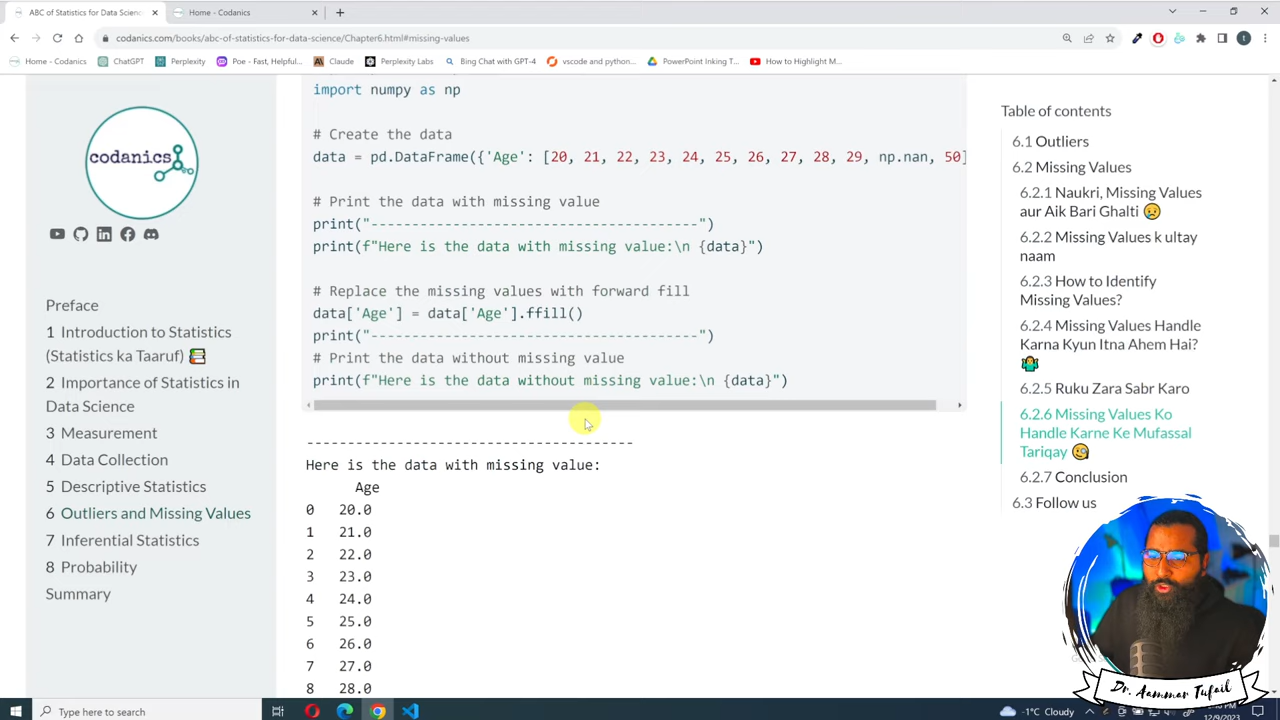 ABC of Statistics for Data Scienc
Home - Codanics
codanics.com/books/abc-of-statistics-for-data-science/Chapter6.html#missing-values
Home - Codanics
ChatGPT
Perplexity
Poe - Fast, Helpful...
Claude
Perplexity Labs
Bing Chat with GPT-4
vscode and python...
PowerPoint Inking T...
How to Highlight M...
codanics
Preface
1 Introduction to Statistics
(Statistics ka Taaruf) 📚
2 Importance of Statistics in
Data Science
3 Measurement
4 Data Collection
5 Descriptive Statistics
6 Outliers and Missing Values
7 Inferential Statistics
8 Probability
Summary
import numpy as np
# Create the data
data = pd.DataFrame({'Age': [20, 21, 22, 23, 24, 25, 26, 27, 28, 29, np.nan, 50]
# Print the data with missing value
print("---------------------------------------")
print(f"Here is the data with missing value:\n {data}")
# Replace the missing values with forward fill
data['Age'] = data['Age'].ffill()
print("---------------------------------------")
# Print the data without missing value
print(f"Here is the data without missing value:\n {data}")
---------------------------------------
Here is the data with missing value:
Age
0 20.0
1 21.0
2 22.0
3 23.0
4 24.0
5 25.0
6 26.0
7 27.0
8 28.0
Table of contents
6.1 Outliers
6.2 Missing Values
6.2.1 Naukri, Missing Values
aur Aik Bari Ghalti 😥
6.2.2 Missing Values k ultay
naam
6.2.3 How to Identify
Missing Values?
6.2.4 Missing Values Handle
Karna Kyun Itna Ahem Hai?
🤷‍♂️
6.2.5 Ruku Zara Sabr Karo
6.2.6 Missing Values Ko
Handle Karne Ke Mufassal
Tariqay 🧐
6.2.7 Conclusion
6.3 Follow us
Dr. Aammar Tufail
Type here to search
-1°C Cloudy
12/9/2023